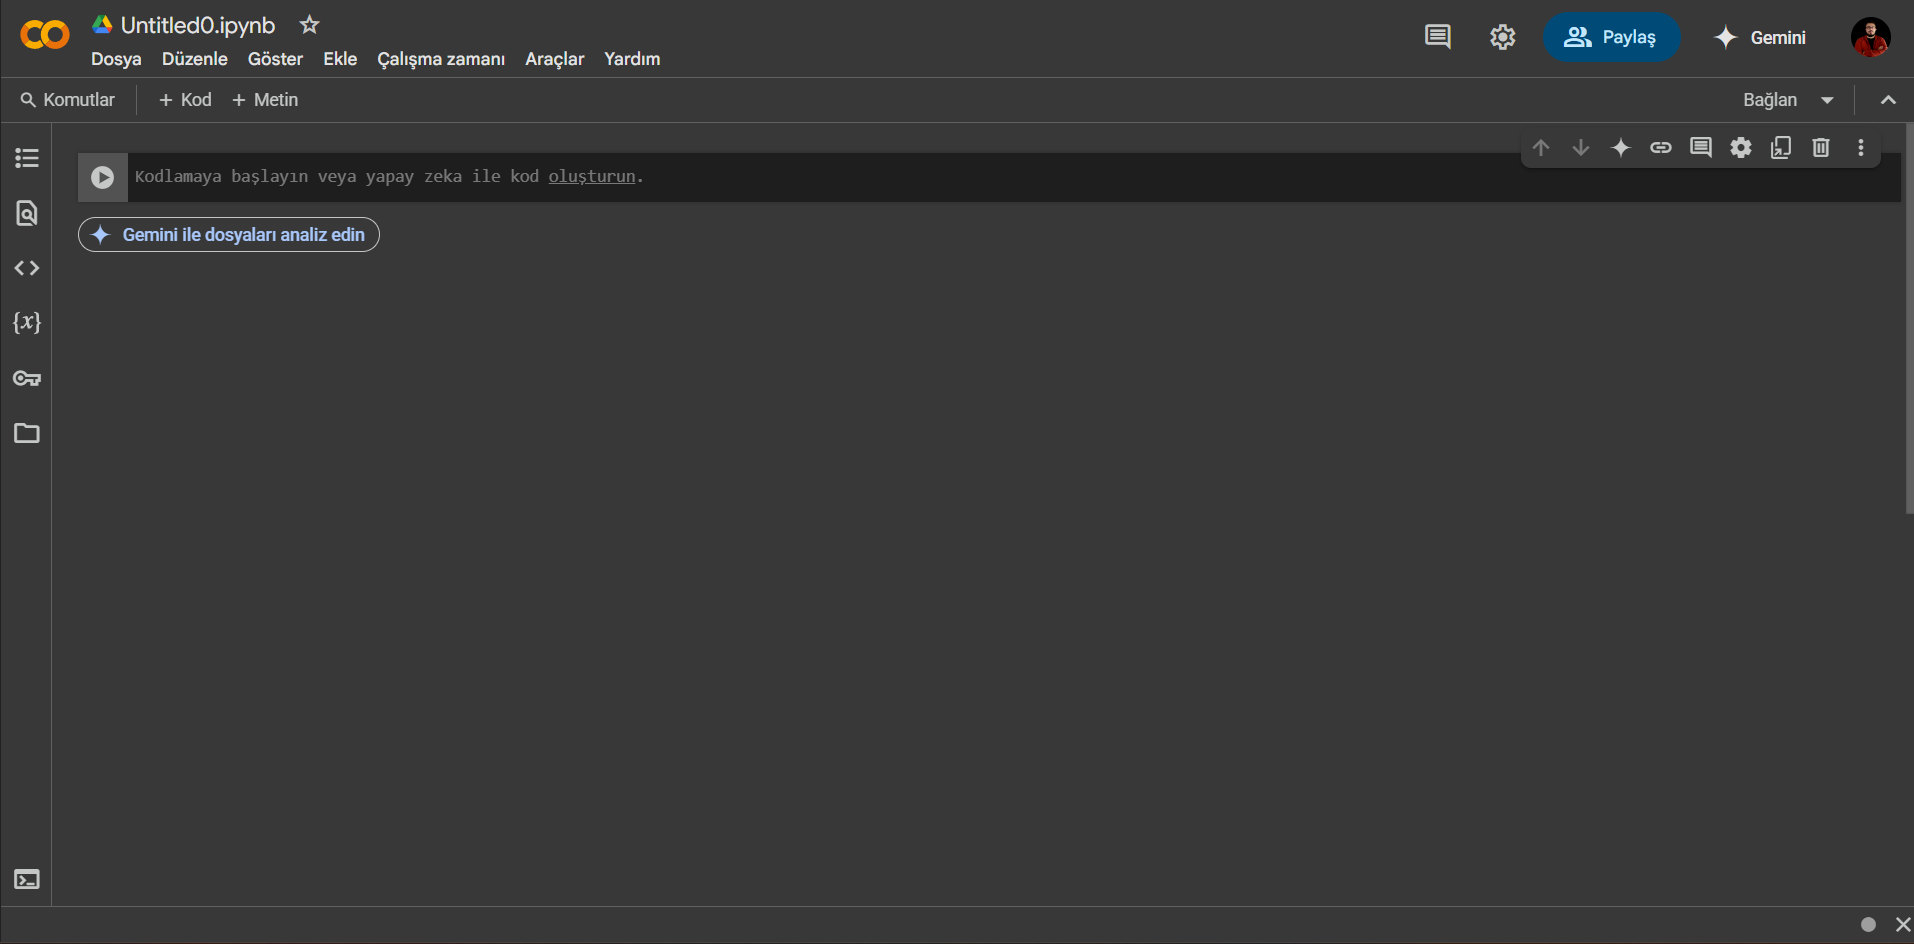 Untitled0.ipynb
Dosya Düzenle Göster Ekle Çalışma zamanı Araçlar Yardım
Paylaş
Gemini
Komutlar + Kod + Metin
Bağlan
Kodlamaya başlayın veya yapay zeka ile kod oluşturun.
Gemini ile dosyaları analiz edin
{x}